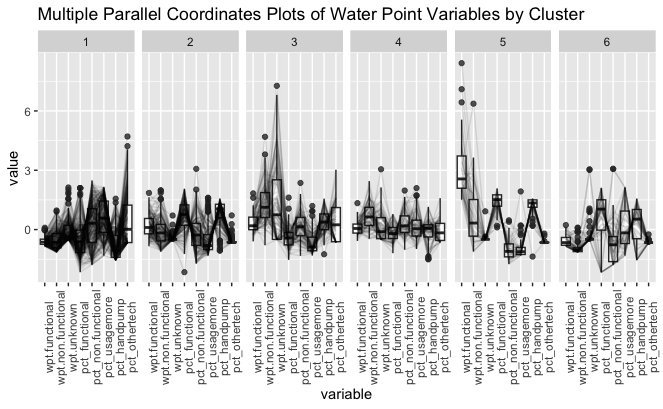 Multiple Parallel Coordinates Plots of Water Point Variables by Cluster
1 2 3 4 5 6
value
6
3
0
wpt.functional
wpt.non.functional
wpt.unknown
pct_functional
pct_non.functional
pct_usagemore
pct_handpump
pct_othertech
wpt.functional
wpt.non.functional
wpt.unknown
pct_functional
pct_non.functional
pct_usagemore
pct_handpump
pct_othertech
wpt.functional
wpt.non.functional
wpt.unknown
pct_functional
pct_non.functional
pct_usagemore
pct_handpump
pct_othertech
wpt.functional
wpt.non.functional
wpt.unknown
pct_functional
pct_non.functional
pct_usagemore
pct_handpump
pct_othertech
wpt.functional
wpt.non.functional
wpt.unknown
pct_functional
pct_non.functional
pct_usagemore
pct_handpump
pct_othertech
wpt.functional
wpt.non.functional
wpt.unknown
pct_functional
pct_non.functional
pct_usagemore
pct_handpump
pct_othertech
variable